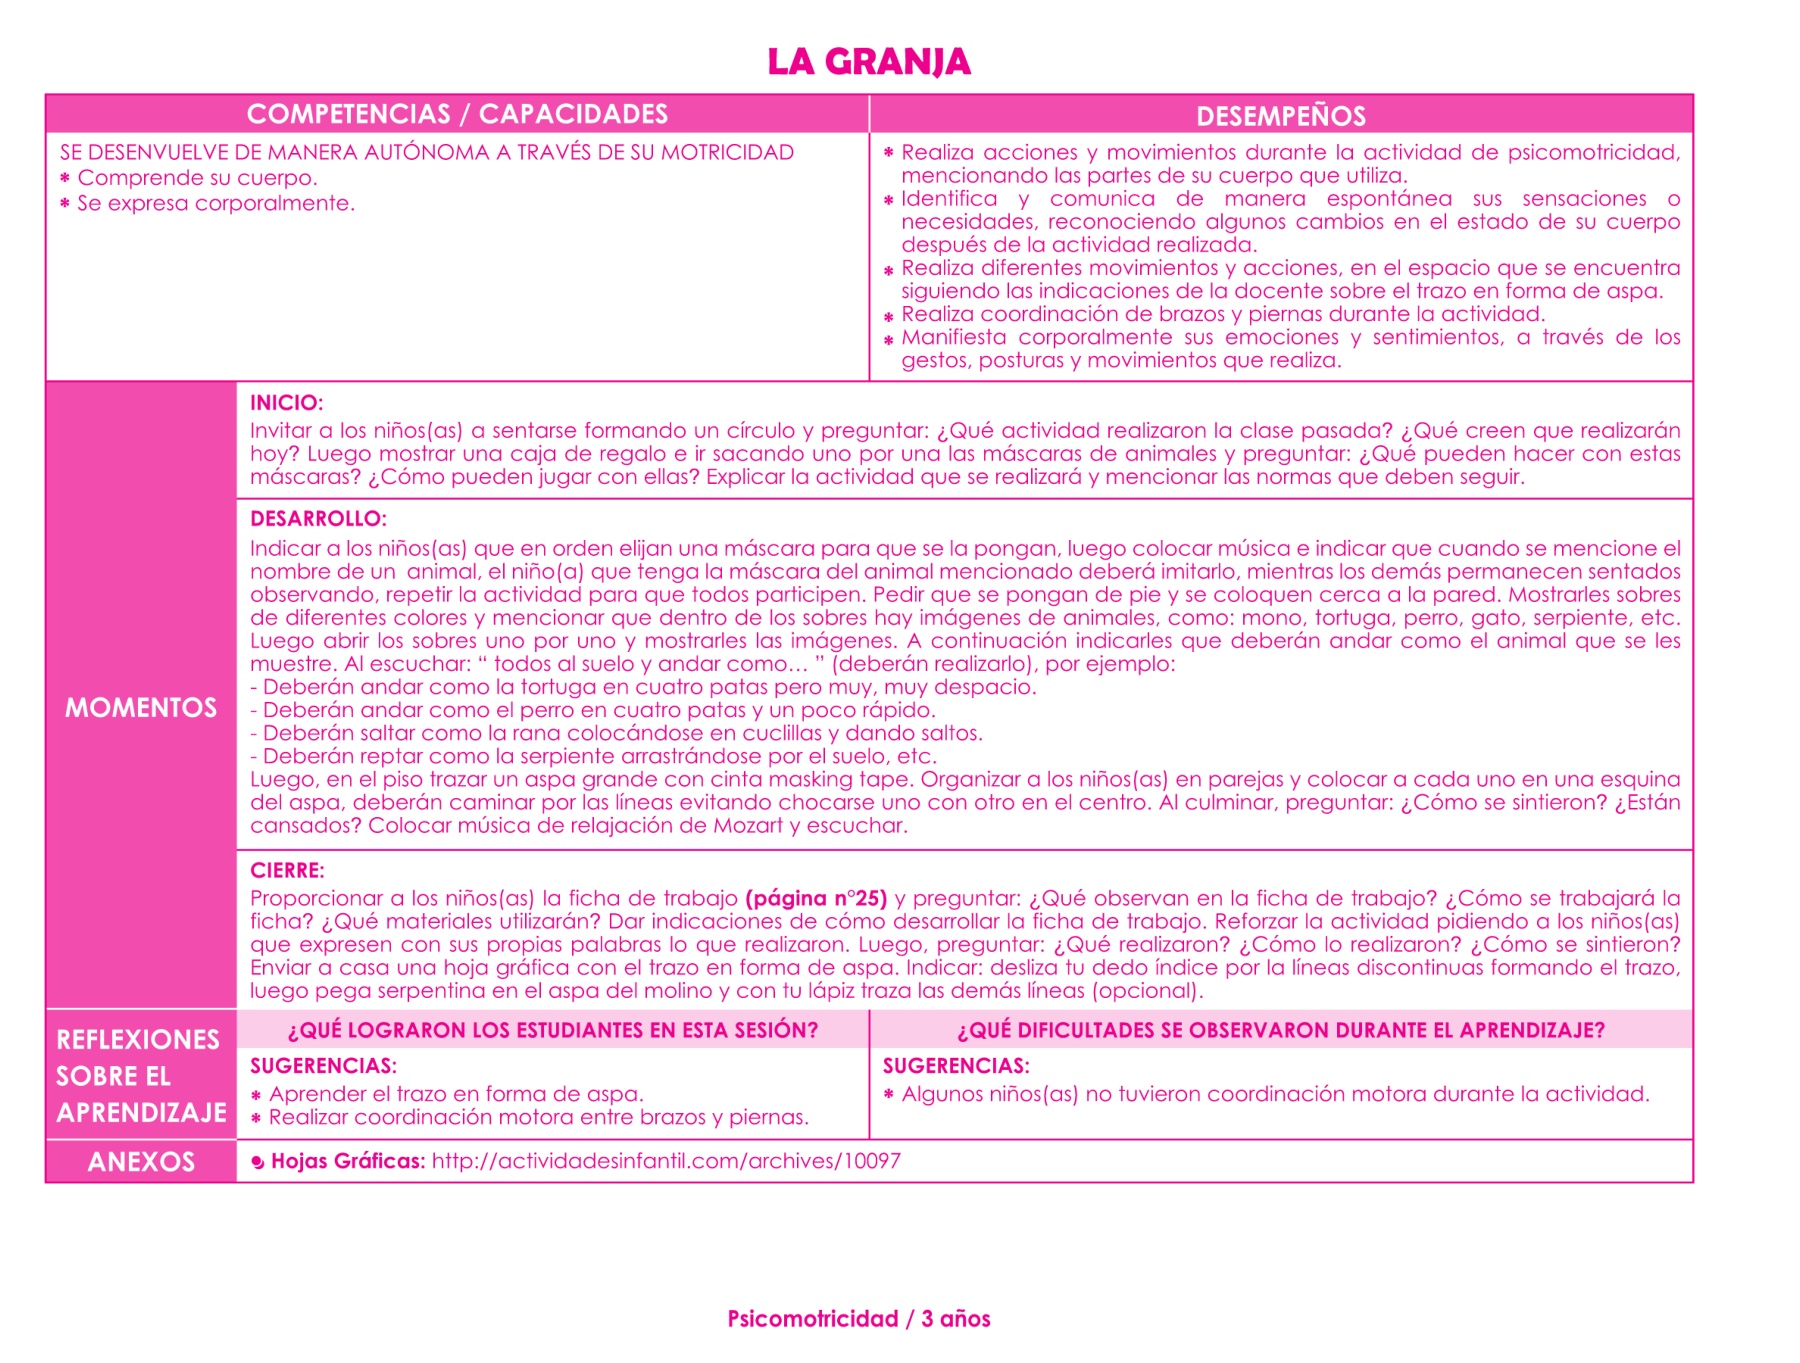 LA GRANJA
COMPETENCIAS / CAPACIDADES
DESEMPEÑOS
SE DESENVUELVE DE MANERA AUTÓNOMA A TRAVÉS DE SU MOTRICIDAD
* Comprende su cuerpo.
* Se expresa corporalmente.
* Realiza acciones y movimientos durante la actividad de psicomotricidad,
mencionando las partes de su cuerpo que utiliza.
* Identifica y comunica de manera espontánea sus sensaciones o
necesidades, reconociendo algunos cambios en el estado de su cuerpo
después de la actividad realizada.
* Realiza diferentes movimientos y acciones, en el espacio que se encuentra
siguiendo las indicaciones de la docente sobre el trazo en forma de aspa.
* Realiza coordinación de brazos y piernas durante la actividad.
* Manifiesta corporalmente sus emociones y sentimientos, a través de los
gestos, posturas y movimientos que realiza.
MOMENTOS
INICIO:
Invitar a los niños(as) a sentarse formando un círculo y preguntar: ¿Qué actividad realizaron la clase pasada? ¿Qué creen que realizarán
hoy? Luego mostrar una caja de regalo e ir sacando uno por una las máscaras de animales y preguntar: ¿Qué pueden hacer con estas
máscaras? ¿Cómo pueden jugar con ellas? Explicar la actividad que se realizará y mencionar las normas que deben seguir.
DESARROLLO:
Indicar a los niños(as) que en orden elijan una máscara para que se la pongan, luego colocar música e indicar que cuando se mencione el
nombre de un  animal, el niño(a) que tenga la máscara del animal mencionado deberá imitarlo, mientras los demás permanecen sentados
observando, repetir la actividad para que todos participen. Pedir que se pongan de pie y se coloquen cerca a la pared. Mostrarles sobres
de diferentes colores y mencionar que dentro de los sobres hay imágenes de animales, como: mono, tortuga, perro, gato, serpiente, etc.
Luego abrir los sobres uno por uno y mostrarles las imágenes. A continuación indicarles que deberán andar como el animal que se les
muestre. Al escuchar: “ todos al suelo y andar como… ” (deberán realizarlo), por ejemplo:
- Deberán andar como la tortuga en cuatro patas pero muy, muy despacio.
- Deberán andar como el perro en cuatro patas y un poco rápido.
- Deberán saltar como la rana colocándose en cuclillas y dando saltos.
- Deberán reptar como la serpiente arrastrándose por el suelo, etc.
Luego, en el piso trazar un aspa grande con cinta masking tape. Organizar a los niños(as) en parejas y colocar a cada uno en una esquina
del aspa, deberán caminar por las líneas evitando chocarse uno con otro en el centro. Al culminar, preguntar: ¿Cómo se sintieron? ¿Están
cansados? Colocar música de relajación de Mozart y escuchar.
CIERRE:
Proporcionar a los niños(as) la ficha de trabajo (página n°25) y preguntar: ¿Qué observan en la ficha de trabajo? ¿Cómo se trabajará la
ficha? ¿Qué materiales utilizarán? Dar indicaciones de cómo desarrollar la ficha de trabajo. Reforzar la actividad pidiendo a los niños(as)
que expresen con sus propias palabras lo que realizaron. Luego, preguntar: ¿Qué realizaron? ¿Cómo lo realizaron? ¿Cómo se sintieron?
Enviar a casa una hoja gráfica con el trazo en forma de aspa. Indicar: desliza tu dedo índice por la líneas discontinuas formando el trazo,
luego pega serpentina en el aspa del molino y con tu lápiz traza las demás líneas (opcional).
REFLEXIONES
SOBRE EL
APRENDIZAJE
¿QUÉ LOGRARON LOS ESTUDIANTES EN ESTA SESIÓN?
SUGERENCIAS:
* Aprender el trazo en forma de aspa.
* Realizar coordinación motora entre brazos y piernas.
¿QUÉ DIFICULTADES SE OBSERVARON DURANTE EL APRENDIZAJE?
SUGERENCIAS:
* Algunos niños(as) no tuvieron coordinación motora durante la actividad.
ANEXOS
Hojas Gráficas: http://actividadesinfantil.com/archives/10097
Psicomotricidad / 3 años